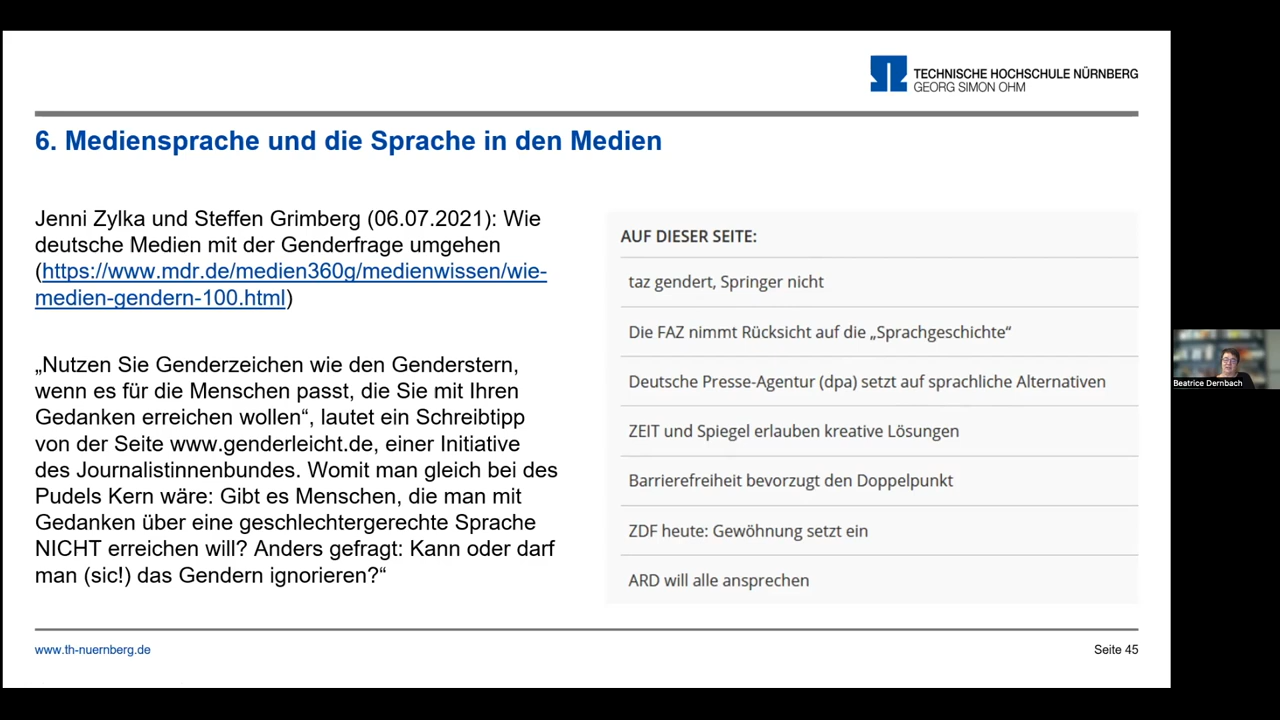 TECHNISCHE HOCHSCHULE NÜRNBERG
GEORG SIMON OHM
6. Mediensprache und die Sprache in den Medien
Jenni Zylka und Steffen Grimberg (06.07.2021): Wie
deutsche Medien mit der Genderfrage umgehen
(https://www.mdr.de/medien360g/medienwissen/wie-
medien-gendern-100.html)
„Nutzen Sie Genderzeichen wie den Genderstern,
wenn es für die Menschen passt, die Sie mit Ihren
Gedanken erreichen wollen“, lautet ein Schreibtipp
von der Seite www.genderleicht.de, einer Initiative
des Journalistinnenbundes. Womit man gleich bei des
Pudels Kern wäre: Gibt es Menschen, die man mit
Gedanken über eine geschlechtergerechte Sprache
NICHT erreichen will? Anders gefragt: Kann oder darf
man (sic!) das Gendern ignorieren?“
AUF DIESER SEITE:
taz gendert, Springer nicht
Die FAZ nimmt Rücksicht auf die „Sprachgeschichte“
Deutsche Presse-Agentur (dpa) setzt auf sprachliche Alternativen
ZEIT und Spiegel erlauben kreative Lösungen
Barrierefreiheit bevorzugt den Doppelpunkt
ZDF heute: Gewöhnung setzt ein
ARD will alle ansprechen
Beatrice Dernbach
www.th-nuernberg.de
Seite 45